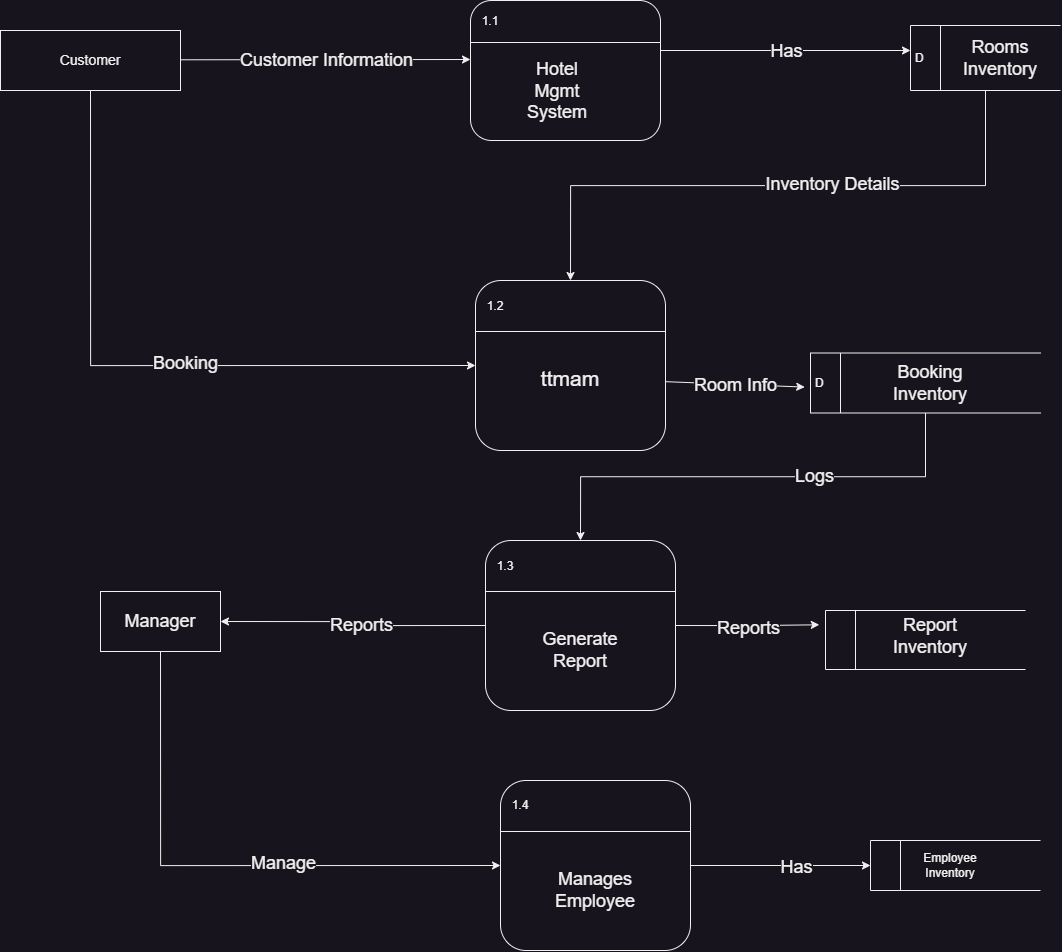 1.1
Customer
Customer Information
Hotel
Mgmt
System
Has
D
Rooms
Inventory
Inventory Details
1.2
Booking
ttmam
Room Info
D
Booking
Inventory
Logs
1.3
Manager
Reports
Generate
Report
Reports
Report
Inventory
1.4
Manage
Manages
Employee
Has
Employee
Inventory